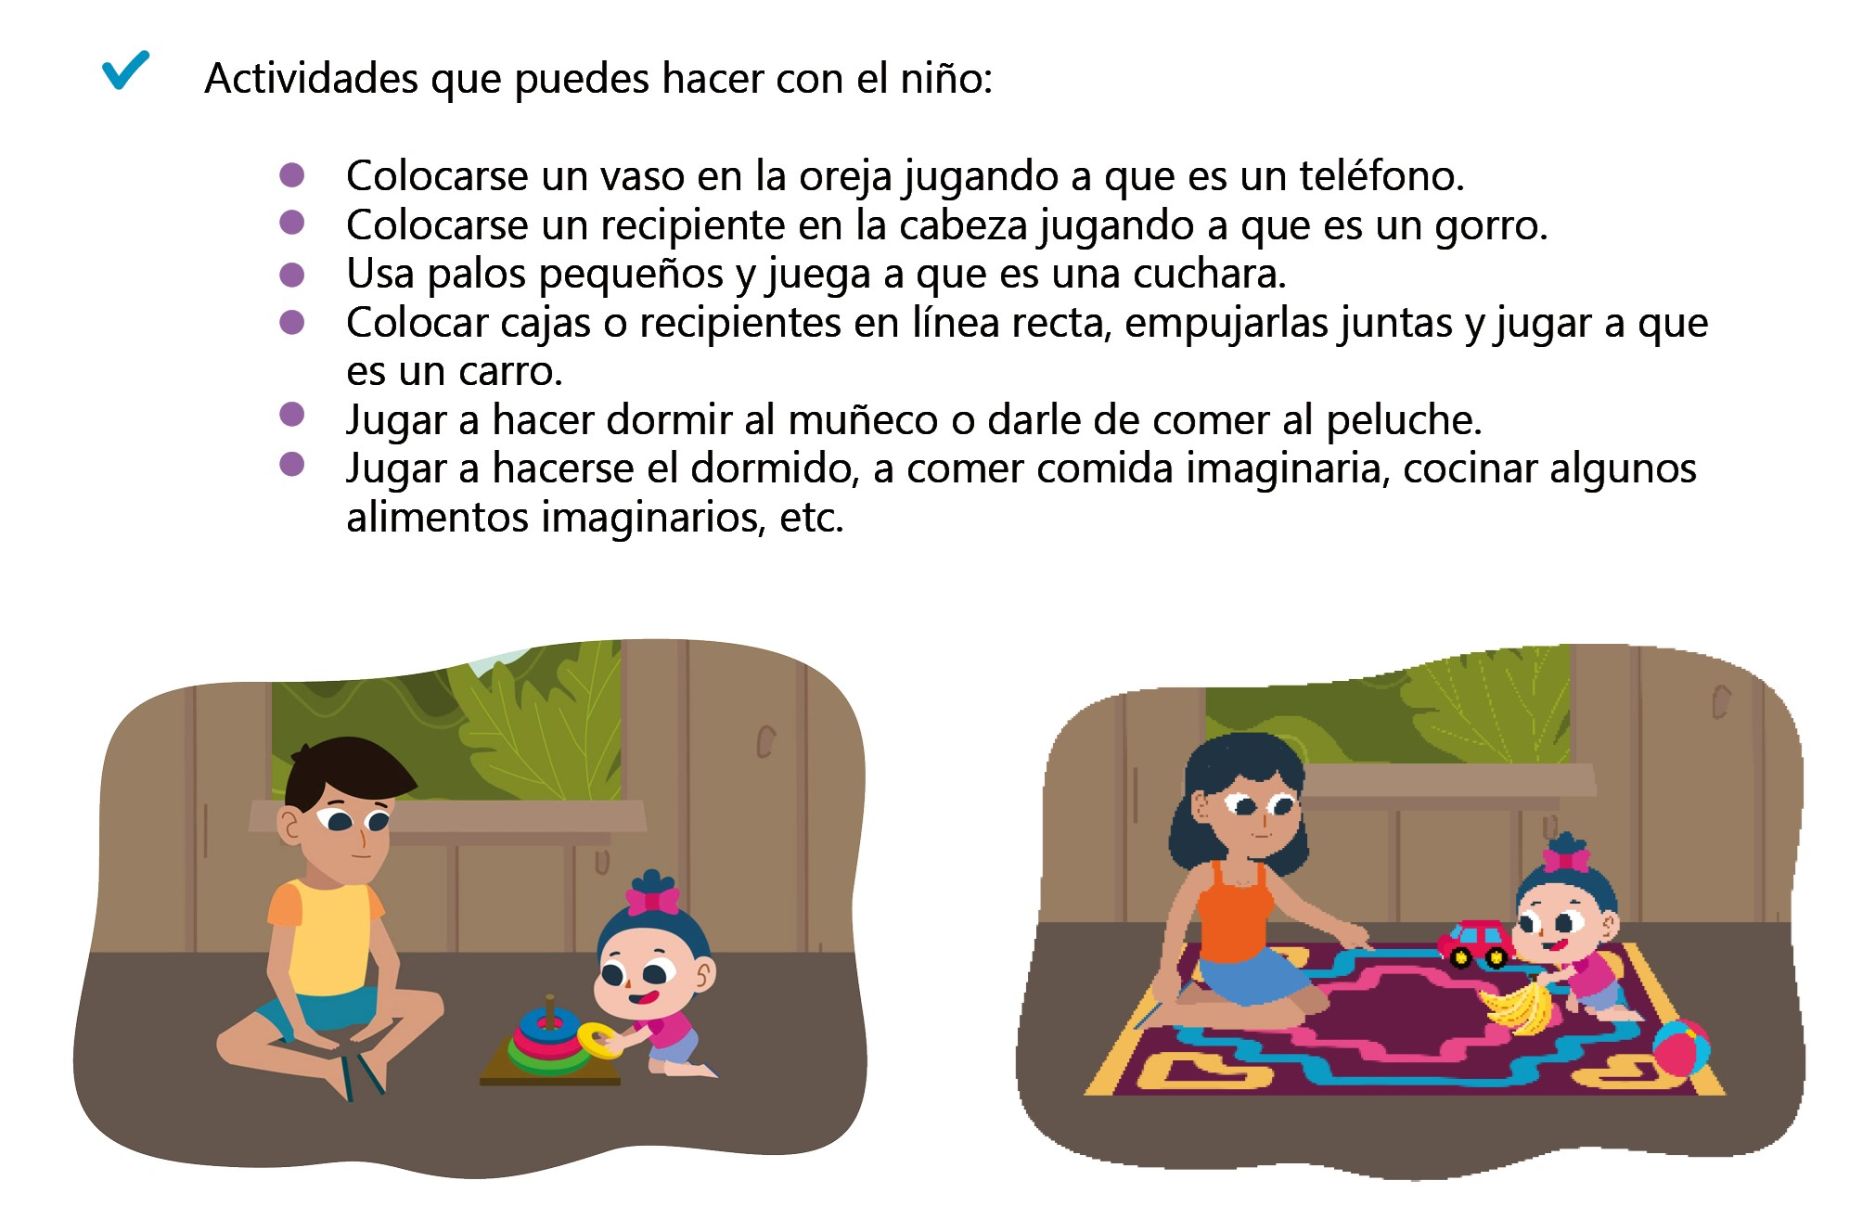 Actividades que puedes hacer con el niño:
Colocarse un vaso en la oreja jugando a que es un teléfono.
Colocarse un recipiente en la cabeza jugando a que es un gorro.
Usa palos pequeños y juega a que es una cuchara.
Colocar cajas o recipientes en línea recta, empujarlas juntas y jugar a que
es un carro.
Jugar a hacer dormir al muñeco o darle de comer al peluche.
Jugar a hacerse el dormido, a comer comida imaginaria, cocinar algunos
alimentos imaginarios, etc.